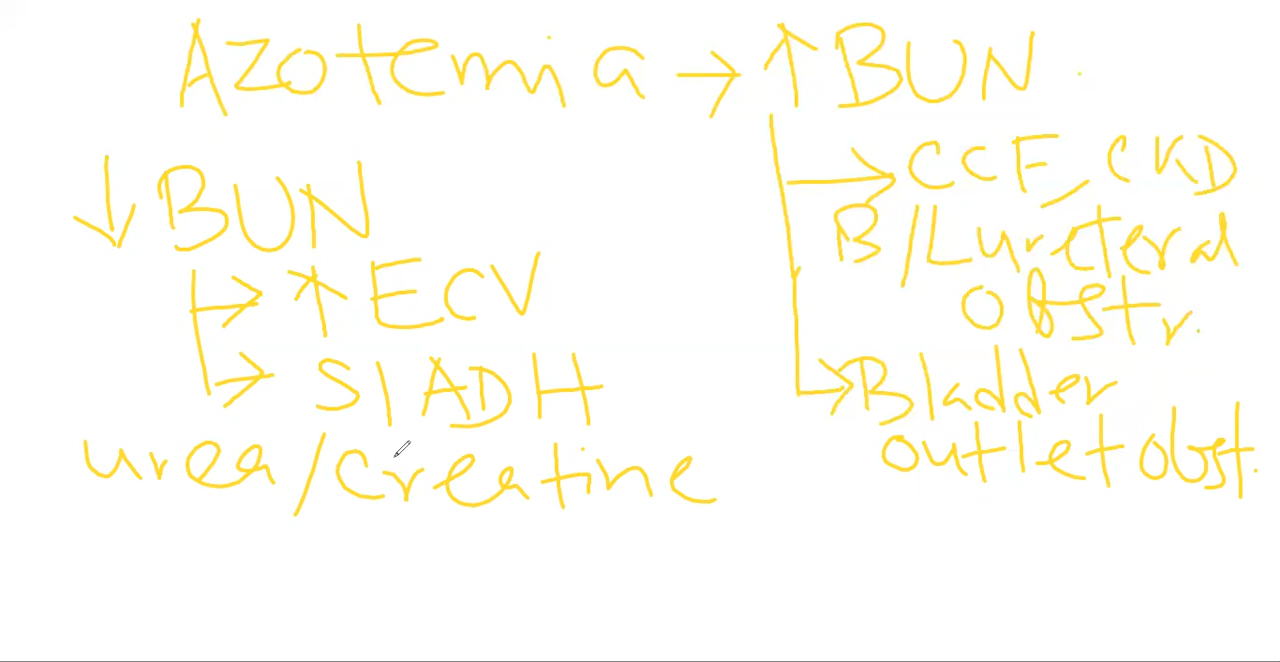 Azotemia → ↑ BUN
↓ BUN
→ ↑ ECV
→ SIADH
urea/creatine
→ CCF, CKD
B/L ureteral
obstr.
→ Bladder
outlet obst.